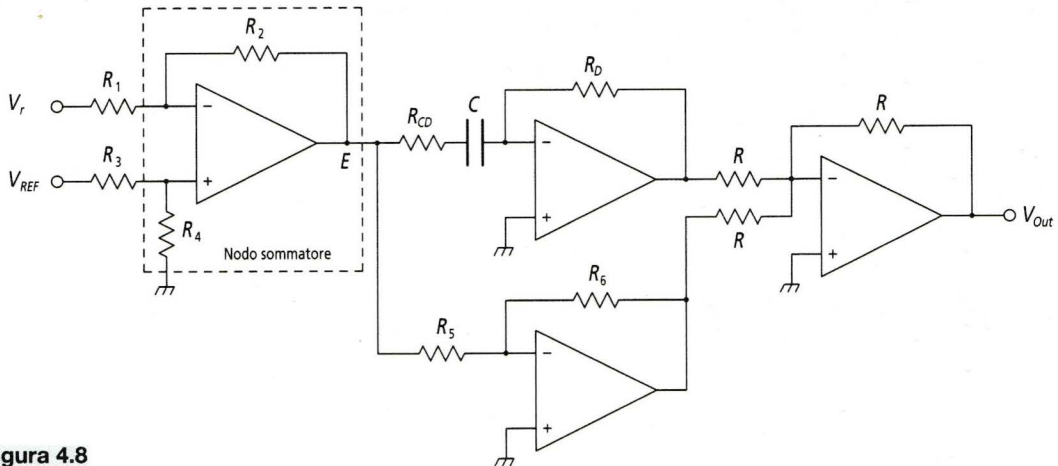 R2
R1
Vr
R3
VREF
R4
E
Nodo sommatore
RCD
C
RD
R5
R6
R
R
R
VOut
− + − + − + − +
gura 4.8